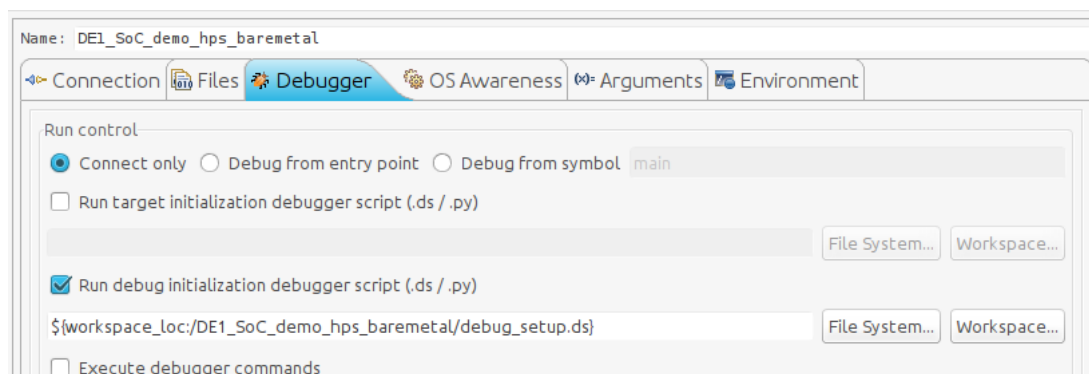 Name: DE1_SoC_demo_hps_baremetal
Connection Files Debugger OS Awareness (x)= Arguments Environment
Run control
Connect only Debug from entry point Debug from symbol main
Run target initialization debugger script (.ds / .py)
File System... Workspace...
Run debug initialization debugger script (.ds / .py)
${workspace_loc:/DE1_SoC_demo_hps_baremetal/debug_setup.ds} File System... Workspace...
Execute debugger commands